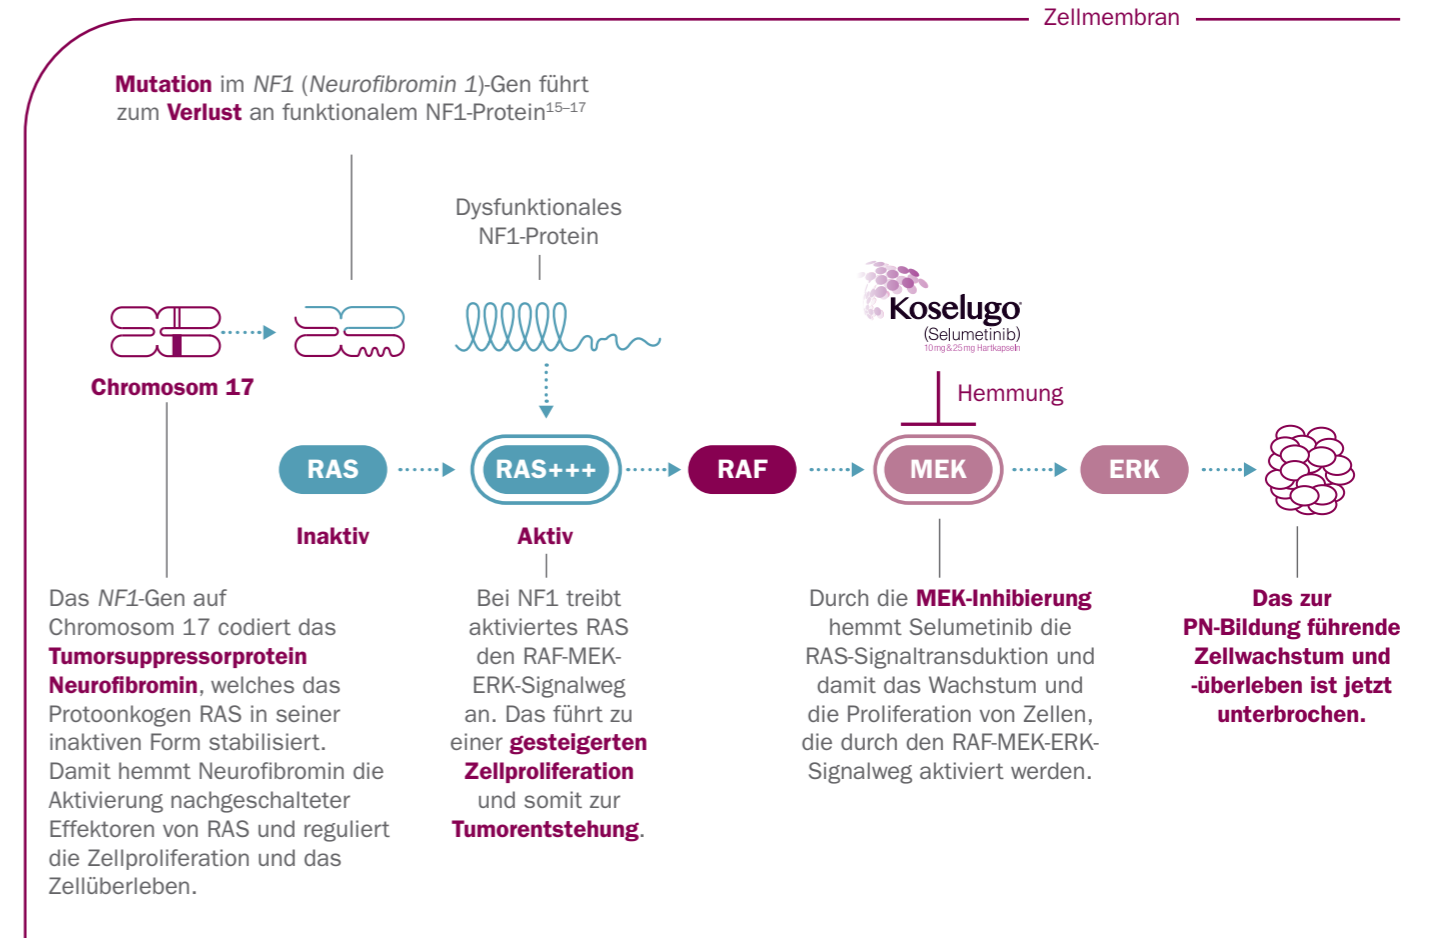 Zellmembran
Mutation im NF1 (Neurofibromin 1)-Gen führt
zum Verlust an funktionalem NF1-Protein15–17
Dysfunktionales
NF1-Protein
Koselugo®
(Selumetinib)
10 mg & 25 mg Hartkapseln
Chromosom 17
Hemmung
RAS
RAS+++
RAF
MEK
ERK
Inaktiv
Aktiv
Das NF1-Gen auf
Chromosom 17 codiert das
Tumorsuppressorprotein
Neurofibromin, welches das
Protoonkogen RAS in seiner
inaktiven Form stabilisiert.
Damit hemmt Neurofibromin die
Aktivierung nachgeschalteter
Effektoren von RAS und reguliert
die Zellproliferation und das
Zellüberleben.
Bei NF1 treibt
aktiviertes RAS
den RAF-MEK-
ERK-Signalweg
an. Das führt zu
einer gesteigerten
Zellproliferation
und somit zur
Tumorentstehung.
Durch die MEK-Inhibierung
hemmt Selumetinib die
RAS-Signaltransduktion und
damit das Wachstum und
die Proliferation von Zellen,
die durch den RAF-MEK-ERK-
Signalweg aktiviert werden.
Das zur
PN-Bildung führende
Zellwachstum und
-überleben ist jetzt
unterbrochen.